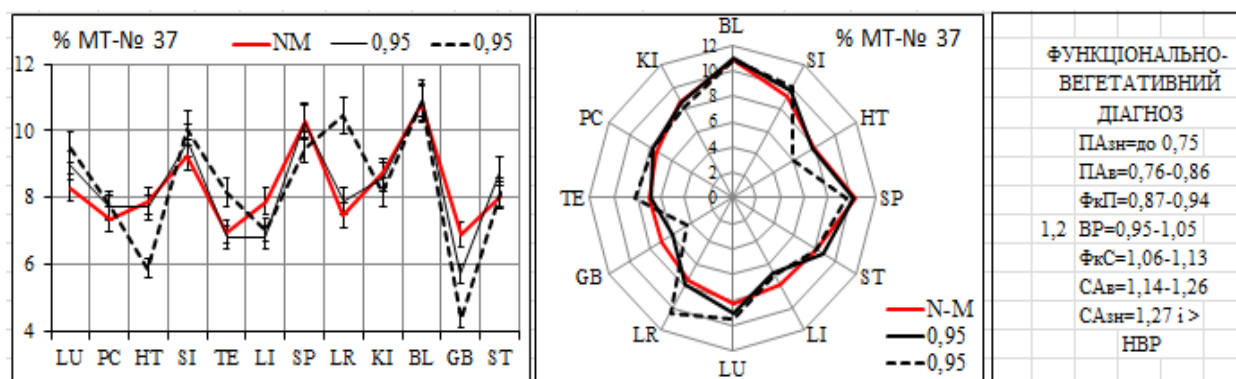 % МТ-№ 37
NM
0,95
0,95
12
10
8
6
4
LU PC HT SI TE LI SP LR KI BL GB ST
% МТ-№ 37
BL
SI
HT
SP
ST
LI
LU
LR
GB
TE
PC
KI
12
10
8
6
4
2
0
N-M
0,95
0,95
ФУНКЦІОНАЛЬНО-
ВЕГЕТАТИВНИЙ
ДІАГНОЗ
ПАзн=до 0,75
ПАв=0,76-0,86
ФкП=0,87-0,94
1,2 ВР=0,95-1,05
ФкС=1,06-1,13
САв=1,14-1,26
САзн=1,27 і >
НВР